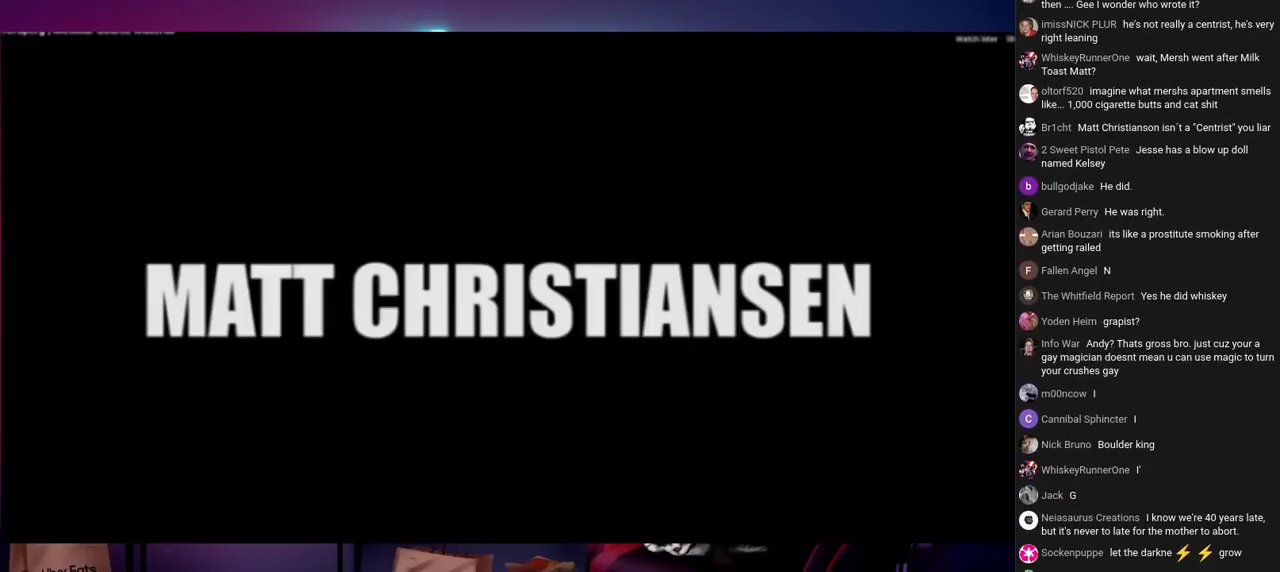 Watch later
MATT CHRISTIANSEN
Uber Eats
then .... Gee I wonder who wrote it?
imissNICK PLUR he's not really a centrist, he's very
right leaning
WhiskeyRunnerOne wait, Mersh went after Milk
Toast Matt?
oltorf520 imagine what mershs apartment smells
like... 1,000 cigarette butts and cat shit
Br1cht Matt Christianson isn´t a "Centrist" you liar
2 Sweet Pistol Pete Jesse has a blow up doll
named Kelsey
b
bullgodjake He did.
Gerard Perry He was right.
Arian Bouzari its like a prostitute smoking after
getting railed
F
Fallen Angel N
The Whitfield Report Yes he did whiskey
Yoden Heim grapist?
Info War Andy? Thats gross bro. just cuz your a
gay magician doesnt mean u can use magic to turn
your crushes gay
m00ncow I
C
Cannibal Sphincter I
Nick Bruno Boulder king
WhiskeyRunnerOne I'
Jack G
Neiasaurus Creations I know we're 40 years late,
but it's never to late for the mother to abort.
Sockenpuppe let the darkne⚡⚡ grow